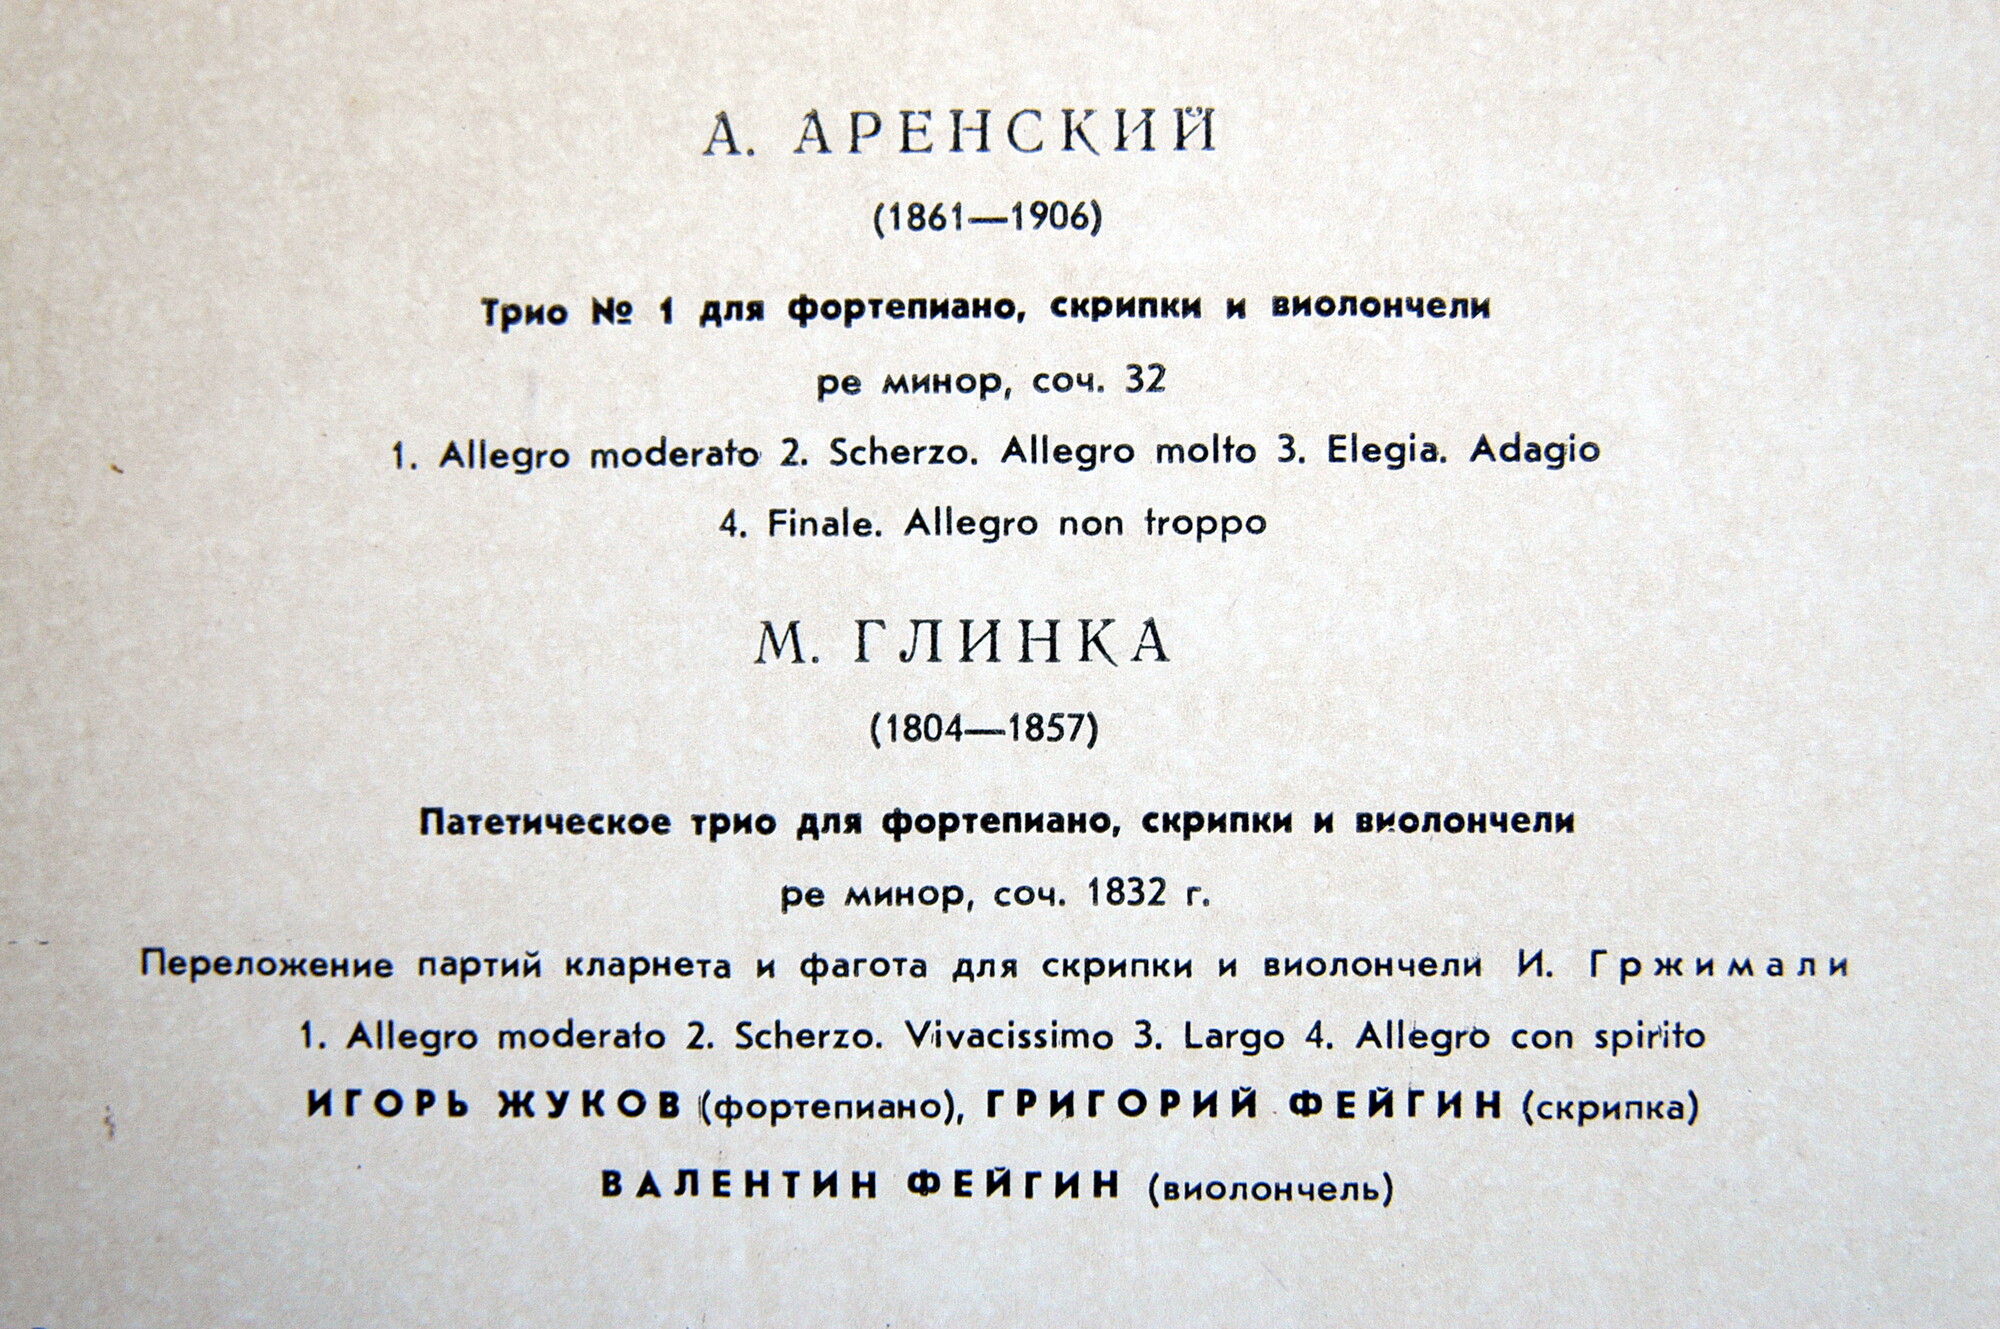 А. АРЕНСКИЙ
(1861—1906)
Трио № 1 для фортепиано, скрипки и виолончели
ре минор, соч. 32
1. Allegro moderato 2. Scherzo. Allegro molto 3. Elegia. Adagio
4. Finale. Allegro non troppo
М. ГЛИНКА
(1804—1857)
Патетическое трио для фортепиано, скрипки и виолончели
ре минор, соч. 1832 г.
Переложение партий кларнета и фагота для скрипки и виолончели И. Гржимали
1. Allegro moderato 2. Scherzo. Vivacissimo 3. Largo 4. Allegro con spirito
ИГОРЬ ЖУКОВ (фортепиано), ГРИГОРИЙ ФЕЙГИН (скрипка)
ВАЛЕНТИН ФЕЙГИН (виолончель)